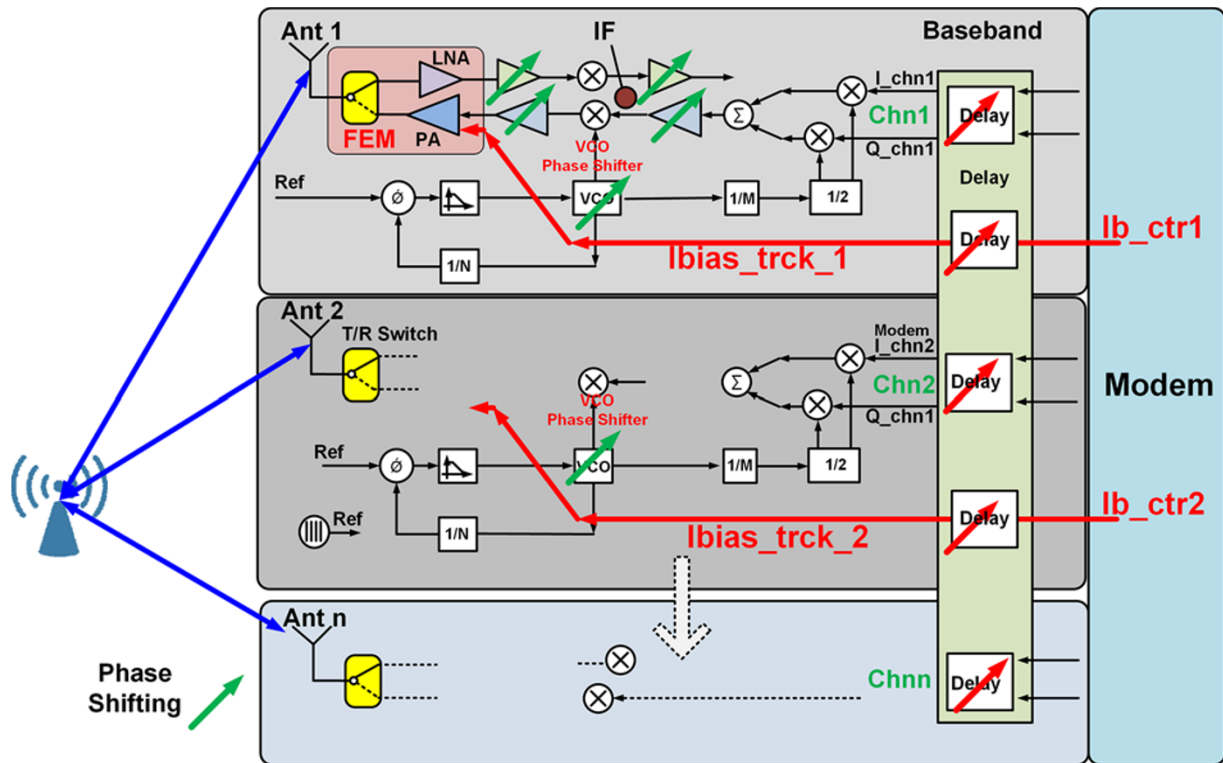 Ant 1
IF
Baseband
LNA
I_chn1
Chn1
Delay
Σ
FEM
PA
Q_chn1
VCO
Phase Shifter
Delay
Ref
ø
VCO
1/M
1/2
Ib_ctr1
Delay
Ibias_trck_1
1/N
Ant 2
T/R Switch
Modem
I_chn2
Chn2
Delay
Modem
Σ
VCO
Phase Shifter
Q_chn1
Ref
ø
VCO
1/M
1/2
Ib_ctr2
Delay
Ref
1/N
Ibias_trck_2
Ant n
Phase
Shifting
Chnn
Delay